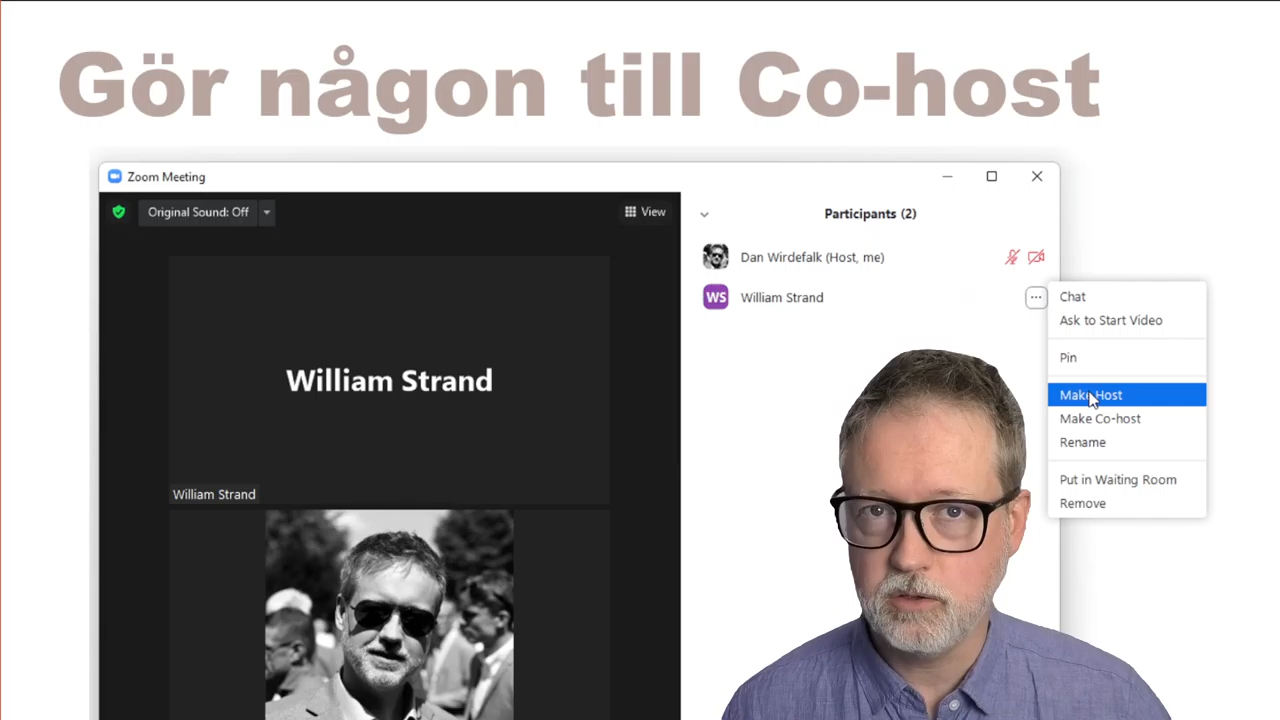 Gör någon till Co-host
Zoom Meeting
Original Sound: Off
View
Participants (2)
Dan Wirdefalk (Host, me)
WS William Strand
Chat
Ask to Start Video
Pin
Make Host
Make Co-host
Rename
Put in Waiting Room
Remove
William Strand
William Strand